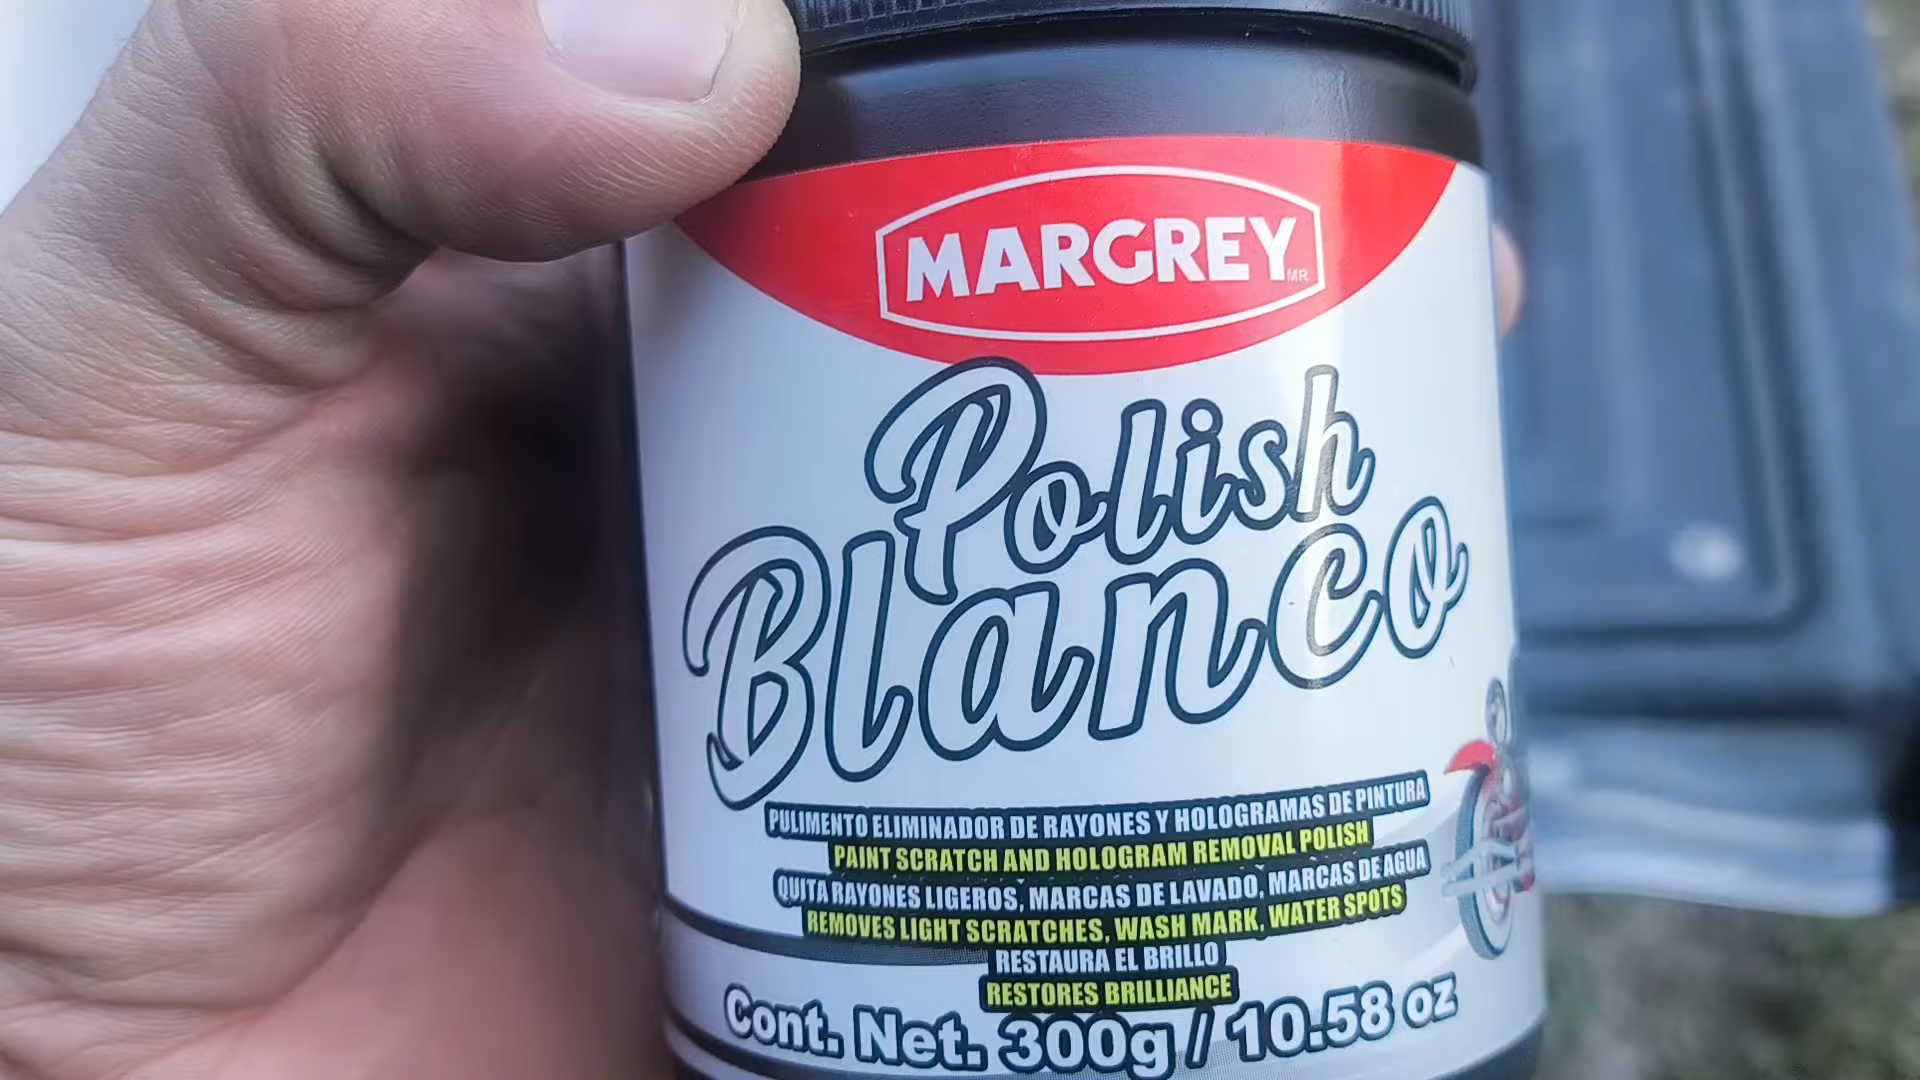 MARGREY MR
Polish
Blanco
PULIMENTO ELIMINADOR DE RAYONES Y HOLOGRAMAS DE PINTURA
PAINT SCRATCH AND HOLOGRAM REMOVAL POLISH
QUITA RAYONES LIGEROS, MARCAS DE LAVADO, MARCAS DE AGUA
REMOVES LIGHT SCRATCHES, WASH MARK, WATER SPOTS
RESTAURA EL BRILLO
RESTORES BRILLIANCE
Cont. Net. 300g / 10.58 oz